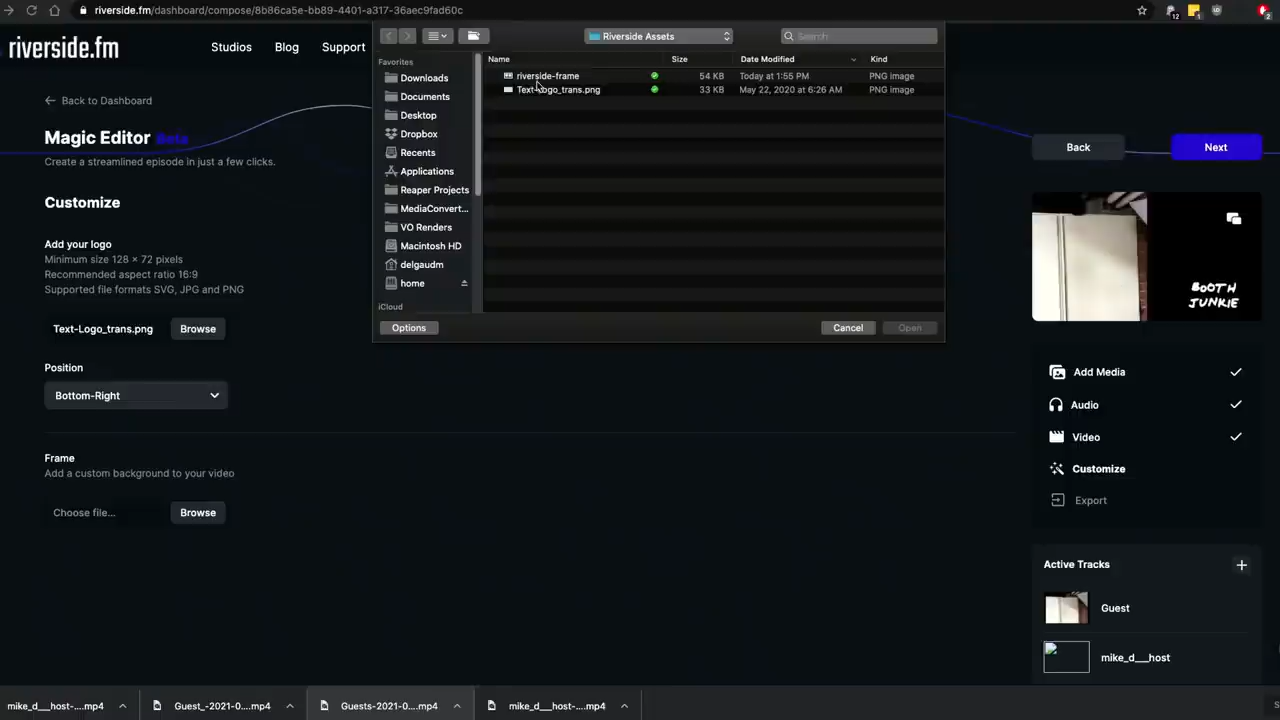 riverside.fm/dashboard/compose/8b86ca5e-bb89-4401-a317-36aec9fad60c
12
2
riverside.fm
Studios
Blog
Support
Riverside Assets
Search
Favorites
Downloads
Documents
Desktop
Dropbox
Recents
Applications
Reaper Projects
MediaConvert...
VO Renders
Macintosh HD
delgaudm
home
iCloud
Name
Size
Date Modified
Kind
riverside-frame
54 KB
Today at 1:55 PM
PNG image
Text-Logo_trans.png
33 KB
May 22, 2020 at 6:26 AM
PNG image
Options
Cancel
Open
Back to Dashboard
Magic Editor Beta
Create a streamlined episode in just a few clicks.
Back
Next
Customize
Add your logo
Minimum size 128 x 72 pixels
Recommended aspect ratio 16:9
Supported file formats SVG, JPG and PNG
Text-Logo_trans.png
Browse
Position
Bottom-Right
Frame
Add a custom background to your video
Choose file...
Browse
BOOTH
JUNKIE
Add Media
Audio
Video
Customize
Export
Active Tracks
Guest
mike_d___host
mike_d___host-....mp4
Guest_-2021-0....mp4
Guests-2021-0....mp4
mike_d___host-....mp4